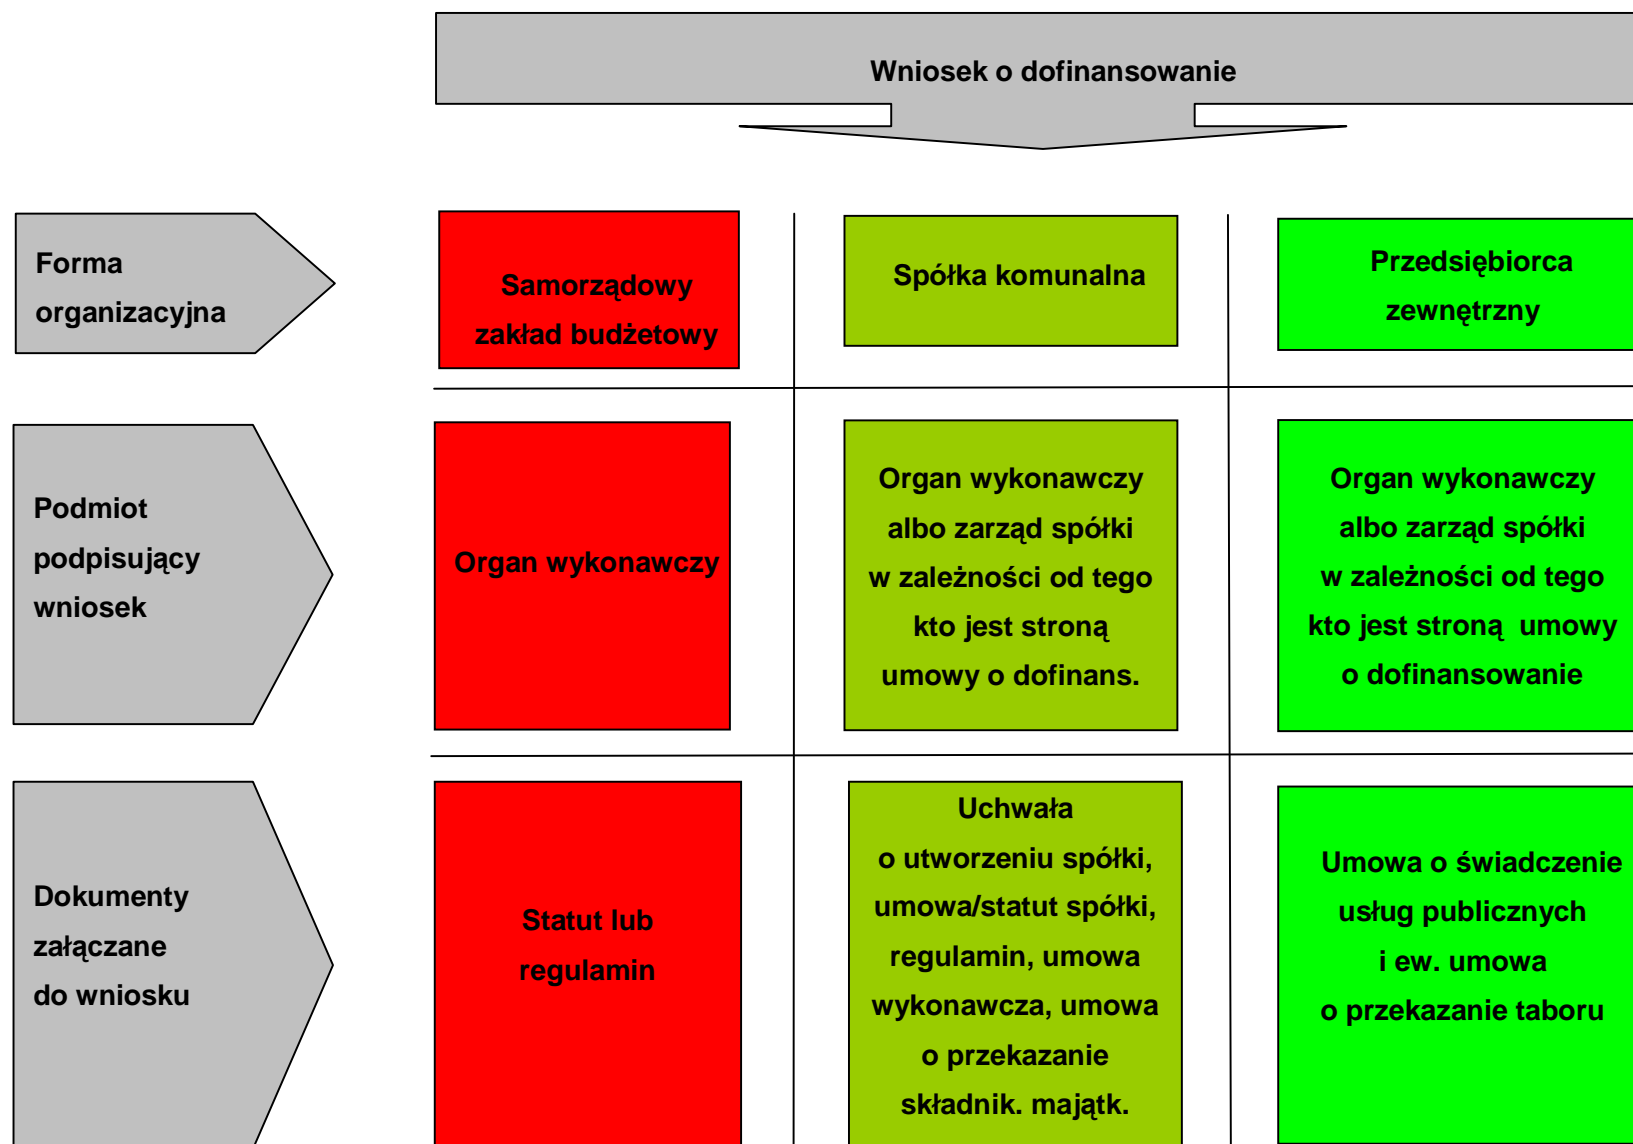 Wniosek o dofinansowanie
Forma
organizacyjna
Samorządowy
zakład budżetowy
Spółka komunalna
Przedsiębiorca
zewnętrzny
Podmiot
podpisujący
wniosek
Organ wykonawczy
Organ wykonawczy
albo zarząd spółki
w zależności od tego
kto jest stroną
umowy o dofinans.
Organ wykonawczy
albo zarząd spółki
w zależności od tego
kto jest stroną umowy
o dofinansowanie
Dokumenty
załączane
do wniosku
Statut lub
regulamin
Uchwała
o utworzeniu spółki,
umowa/statut spółki,
regulamin, umowa
wykonawcza, umowa
o przekazanie
składnik. majątk.
Umowa o świadczenie
usług publicznych
i ew. umowa
o przekazanie taboru